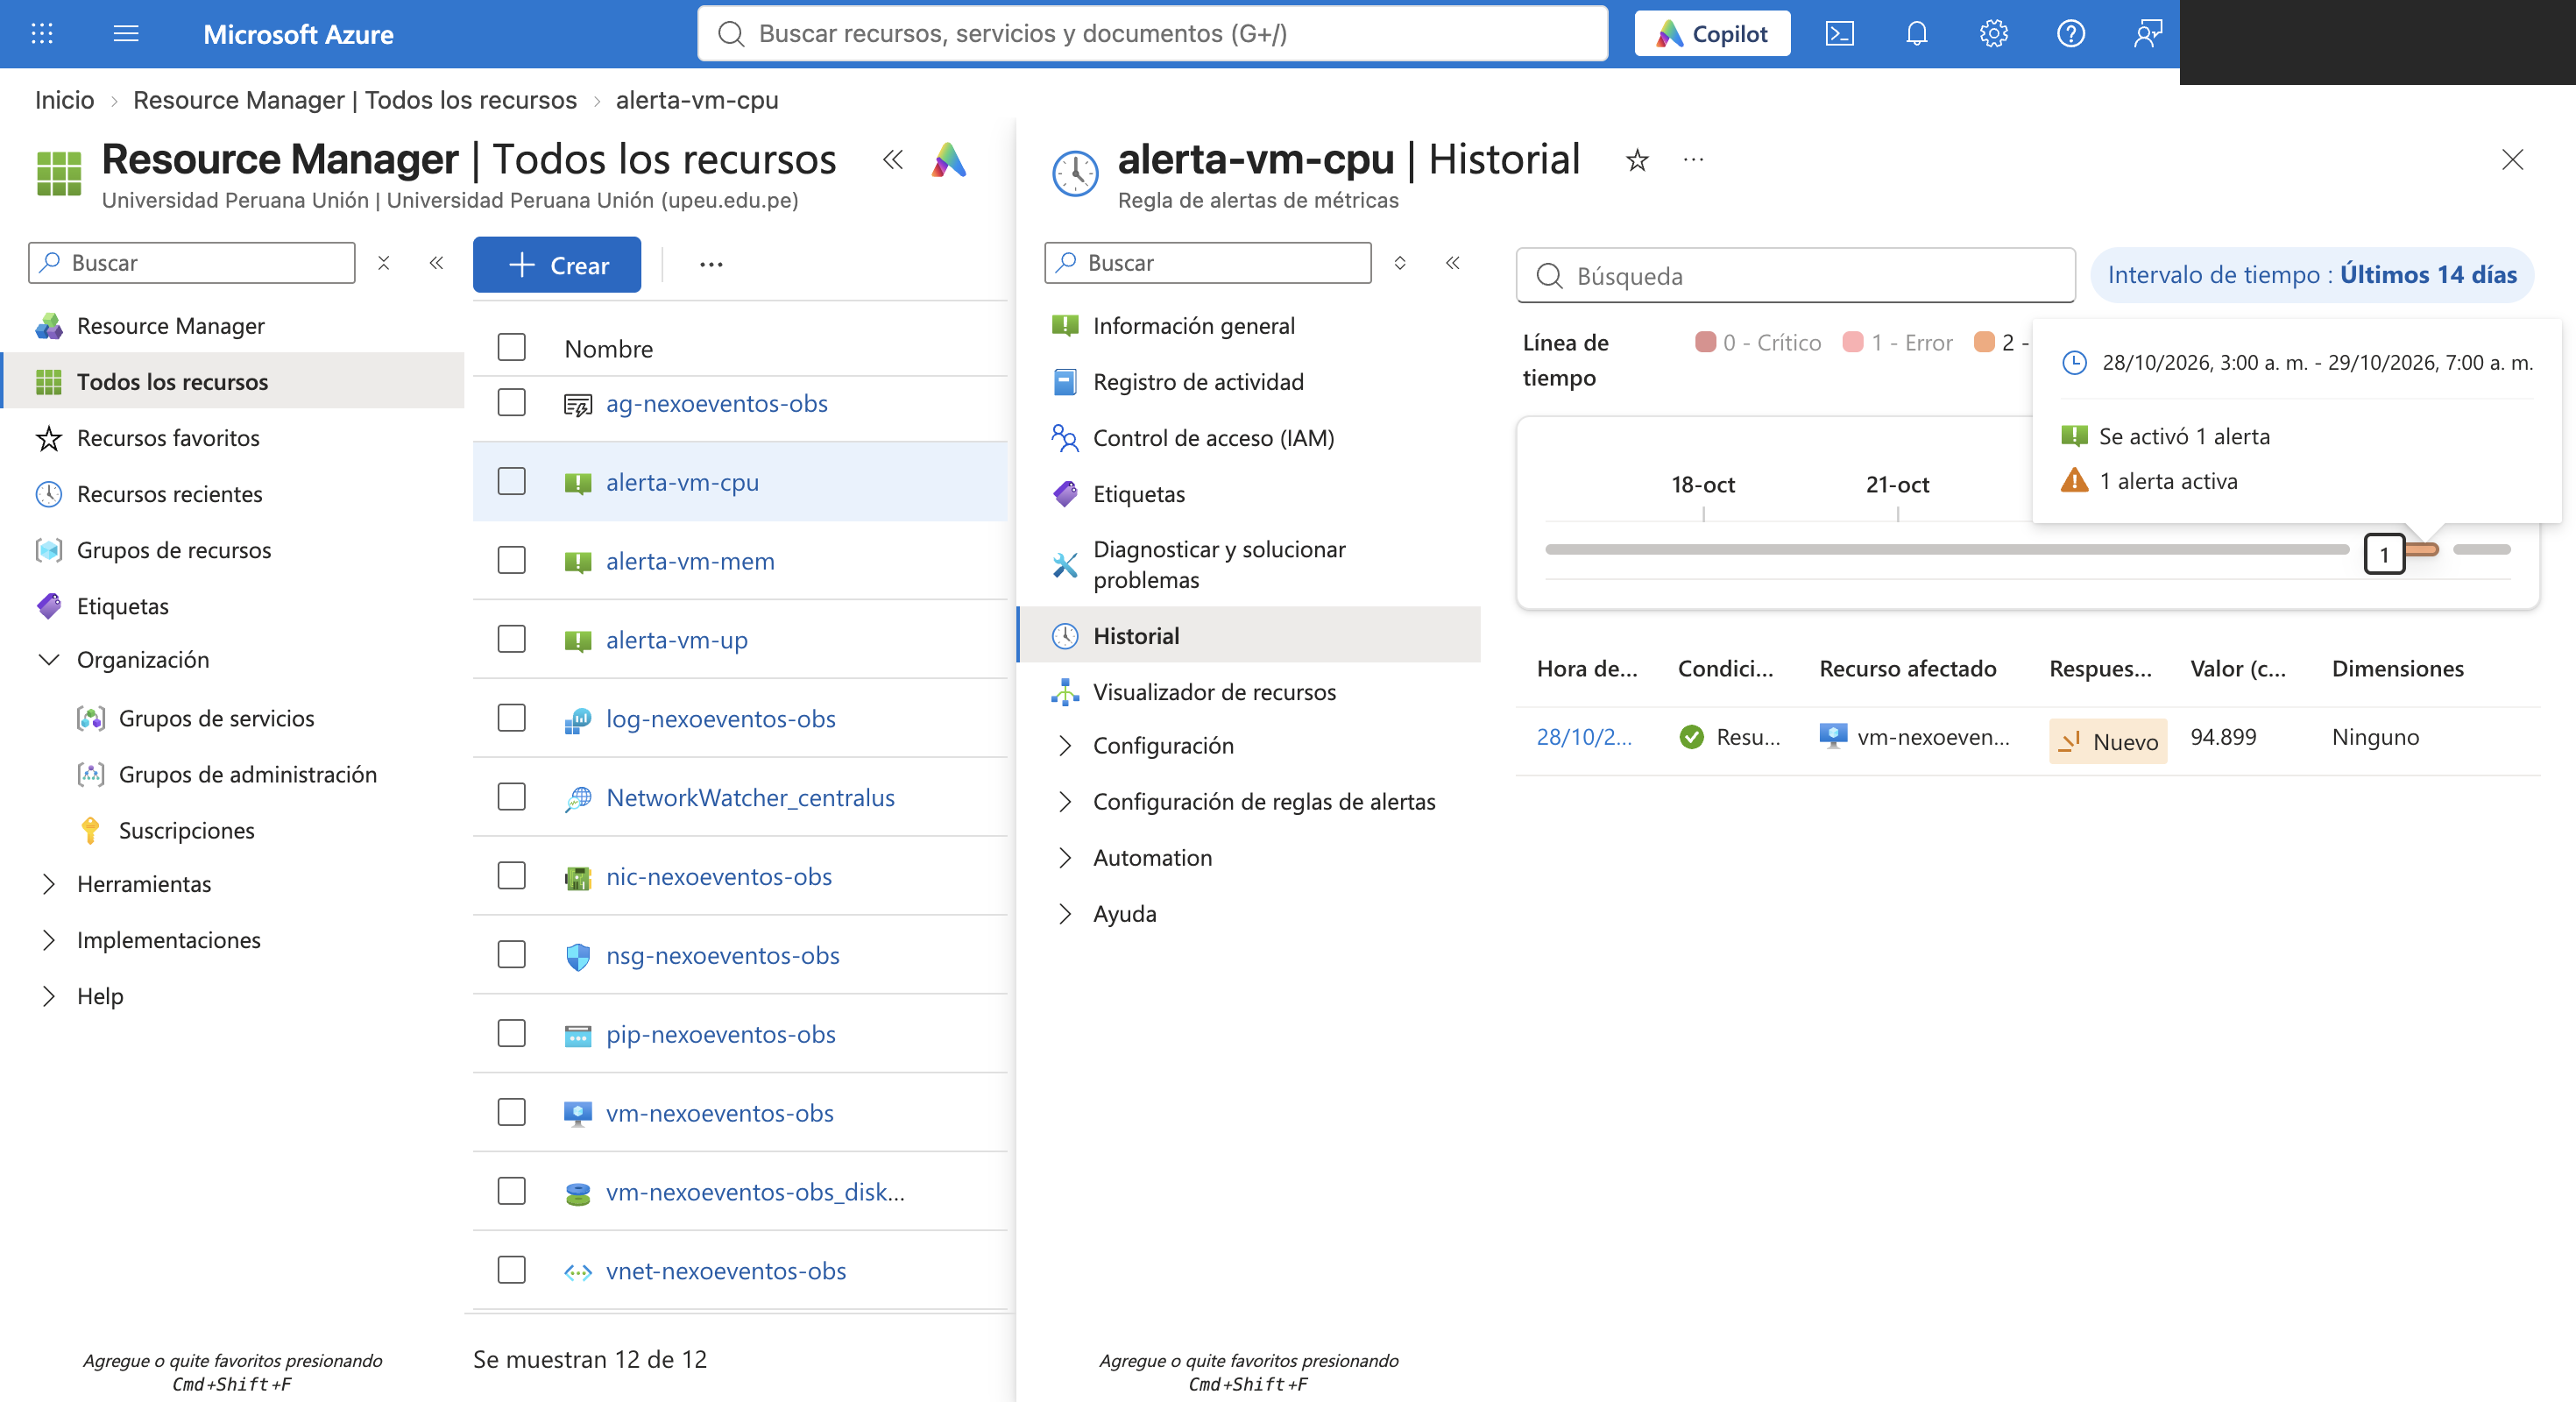 Microsoft Azure
Buscar recursos, servicios y documentos (G+/)
Copilot
Inicio > Resource Manager | Todos los recursos > alerta-vm-cpu
Resource Manager | Todos los recursos
Universidad Peruana Unión | Universidad Peruana Unión (upeu.edu.pe)
Buscar
Resource Manager
Todos los recursos
Recursos favoritos
Recursos recientes
Grupos de recursos
Etiquetas
Organización
Grupos de servicios
Grupos de administración
Suscripciones
Herramientas
Implementaciones
Help
Agregue o quite favoritos presionando
Cmd+Shift+F
Crear
Nombre
ag-nexoeventos-obs
alerta-vm-cpu
alerta-vm-mem
alerta-vm-up
log-nexoeventos-obs
NetworkWatcher_centralus
nic-nexoeventos-obs
nsg-nexoeventos-obs
pip-nexoeventos-obs
vm-nexoeventos-obs
vm-nexoeventos-obs_disk...
vnet-nexoeventos-obs
Se muestran 12 de 12
alerta-vm-cpu | Historial
Regla de alertas de métricas
Buscar
Información general
Registro de actividad
Control de acceso (IAM)
Etiquetas
Diagnosticar y solucionar
problemas
Historial
Visualizador de recursos
Configuración
Configuración de reglas de alertas
Automation
Ayuda
Agregue o quite favoritos presionando
Cmd+Shift+F
Búsqueda
Intervalo de tiempo : Últimos 14 días
Línea de
tiempo
0 - Crítico 1 - Error 2 -
28/10/2026, 3:00 a. m. - 29/10/2026, 7:00 a. m.
Se activó 1 alerta
1 alerta activa
18-oct 21-oct
1
Hora de... Condici... Recurso afectado Respues... Valor (c... Dimensiones
28/10/2... Resu... vm-nexoeven... Nuevo 94.899 Ninguno